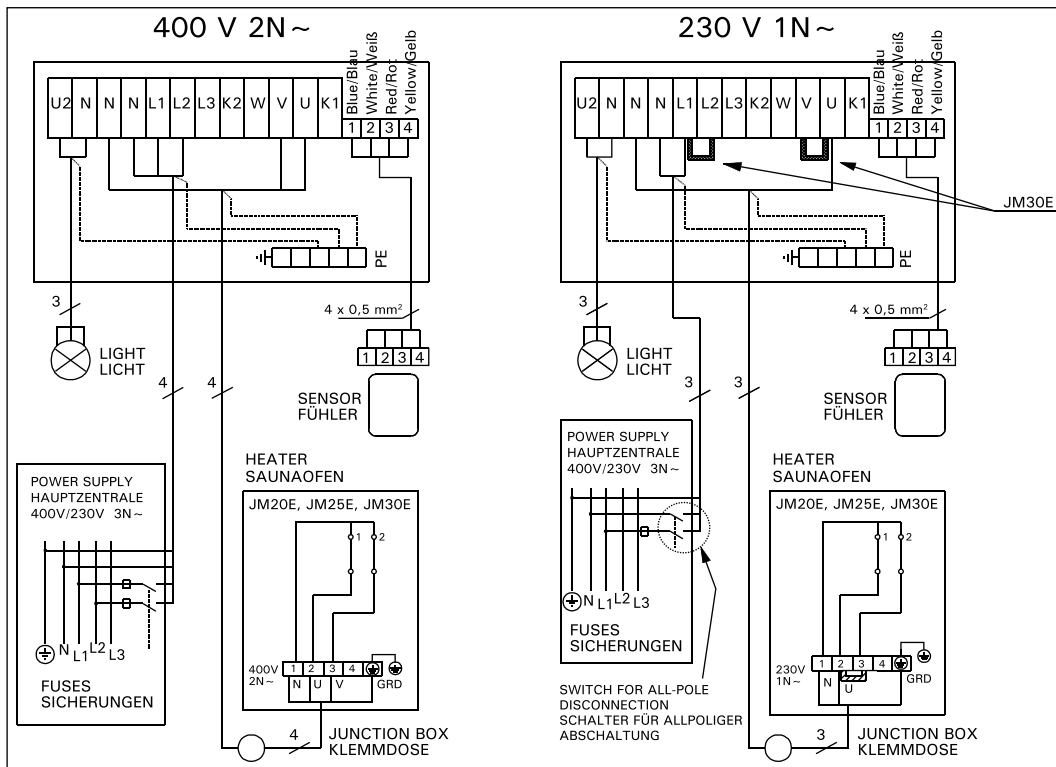 400 V 2N~
U2 N N N L1 L2 L3 K2 W V U K1
Blue/Blau
White/Weiß
Red/Rot
Yellow/Gelb
1 2 3 4
PE
3
4 x 0,5 mm²
LIGHT
LICHT
1 2 3 4
4
4
SENSOR
FÜHLER
POWER SUPPLY
HAUPTZENTRALE
400V/230V 3N~
N L1 L2 L3
FUSES
SICHERUNGEN
HEATER
SAUNAOFEN
JM20E, JM25E, JM30E
1 2
400V
2N~
1 2 3 4
N U V
GRD
4
JUNCTION BOX
KLEMMDOSE
230 V 1N~
U2 N N N L1 L2 L3 K2 W V U K1
Blue/Blau
White/Weiß
Red/Rot
Yellow/Gelb
1 2 3 4
JM30E
PE
3
4 x 0,5 mm²
LIGHT
LICHT
1 2 3 4
3
3
SENSOR
FÜHLER
POWER SUPPLY
HAUPTZENTRALE
400V/230V 3N~
N L1 L2 L3
FUSES
SICHERUNGEN
SWITCH FOR ALL-POLE
DISCONNECTION
SCHALTER FÜR ALLPOLIGER
ABSCHALTUNG
HEATER
SAUNAOFEN
JM20E, JM25E, JM30E
1 2
230V
1N~
1 2 3 4
N U
GRD
3
JUNCTION BOX
KLEMMDOSE